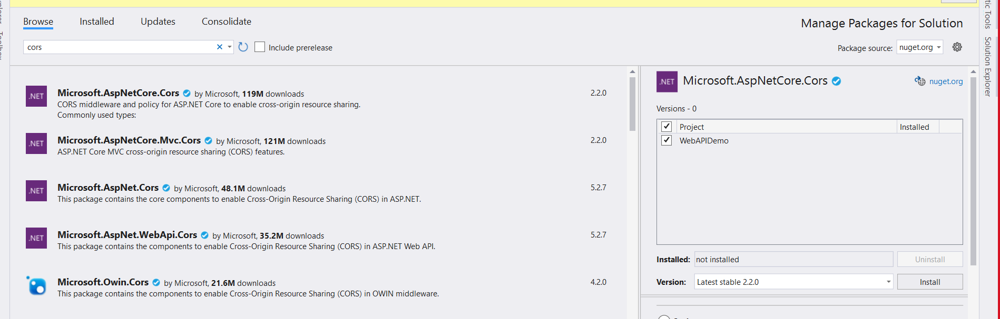 Browse Installed Updates Consolidate
Manage Packages for Solution
cors
Include prerelease
Package source: nuget.org
.NET Microsoft.AspNetCore.Cors by Microsoft, 119M downloads 2.2.0
CORS middleware and policy for ASP.NET Core to enable cross-origin resource sharing.
Commonly used types:
.NET Microsoft.AspNetCore.Mvc.Cors by Microsoft, 121M downloads 2.2.0
ASP.NET Core MVC cross-origin resource sharing (CORS) features.
.NET Microsoft.AspNet.Cors by Microsoft, 48.1M downloads 5.2.7
This package contains the core components to enable Cross-Origin Resource Sharing (CORS) in ASP.NET.
.NET Microsoft.AspNet.WebApi.Cors by Microsoft, 35.2M downloads 5.2.7
This package contains the components to enable Cross-Origin Resource Sharing (CORS) in ASP.NET Web API.
Microsoft.Owin.Cors by Microsoft, 21.6M downloads 4.2.0
This package contains the components to enable Cross-Origin Resource Sharing (CORS) in OWIN middleware.
.NET Microsoft.AspNetCore.Cors nuget.org
Versions - 0
Project Installed
WebAPIDemo
Installed: not installed Uninstall
Version: Latest stable 2.2.0 Install
Tools
Solution Explorer